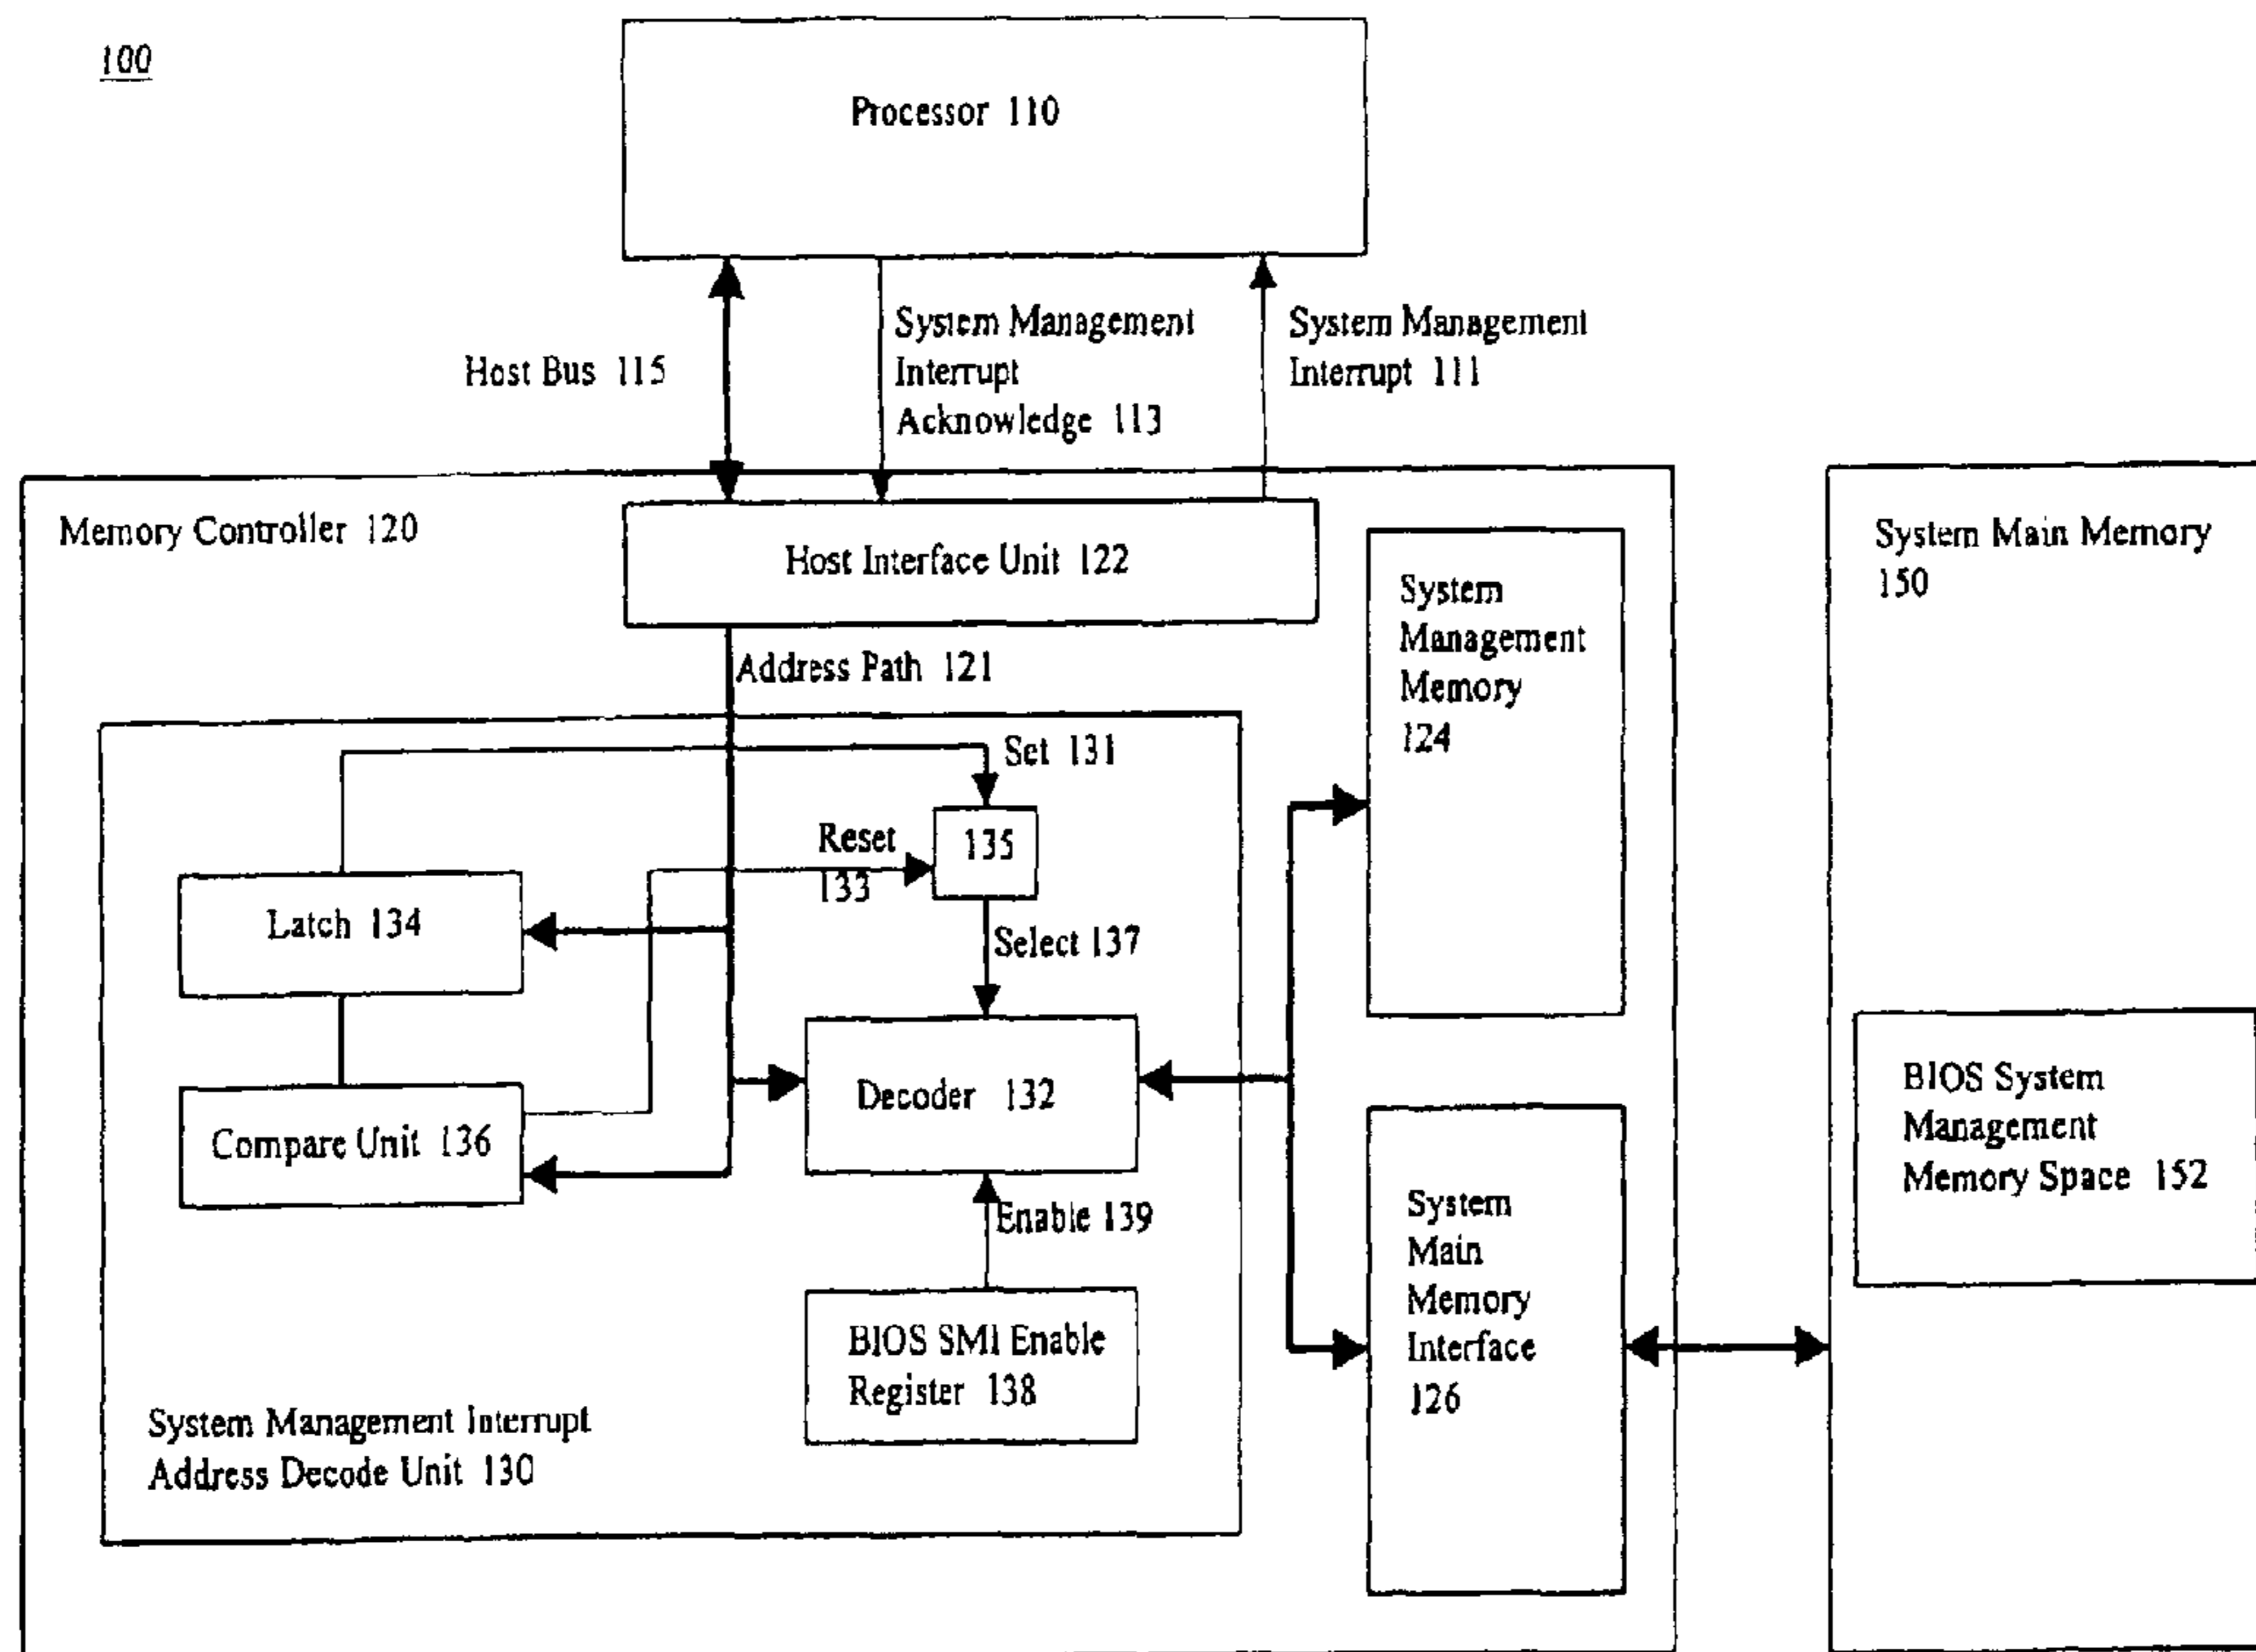 100
Processor 110
Host Bus 115
System Management
Interrupt
Acknowledge 113
System Management
Interrupt 111
Memory Controller 120
Host Interface Unit 122
System
Management
Memory
124
System Main Memory
150
Address Path 121
Set 131
Reset
133
135
Latch 134
Select 137
Decoder 132
Compare Unit 136
Enable 139
BIOS SMI Enable
Register 138
System Management Interrupt
Address Decode Unit 130
System
Main
Memory
Interface
126
BIOS System
Management
Memory Space 152